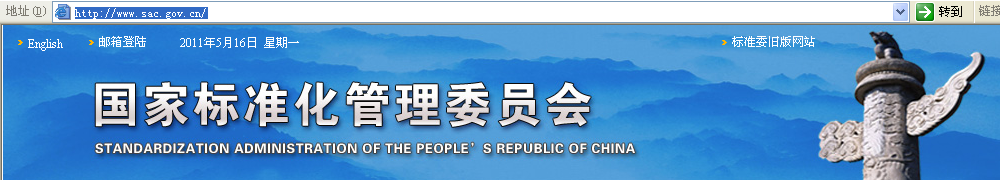 地址(D) http://www.sac.gov.cn/ 转到 链接
English 邮箱登陆 2011年5月16日 星期一 标准委旧版网站
国家标准化管理委员会
STANDARDIZATION ADMINISTRATION OF THE PEOPLE'S REPUBLIC OF CHINA